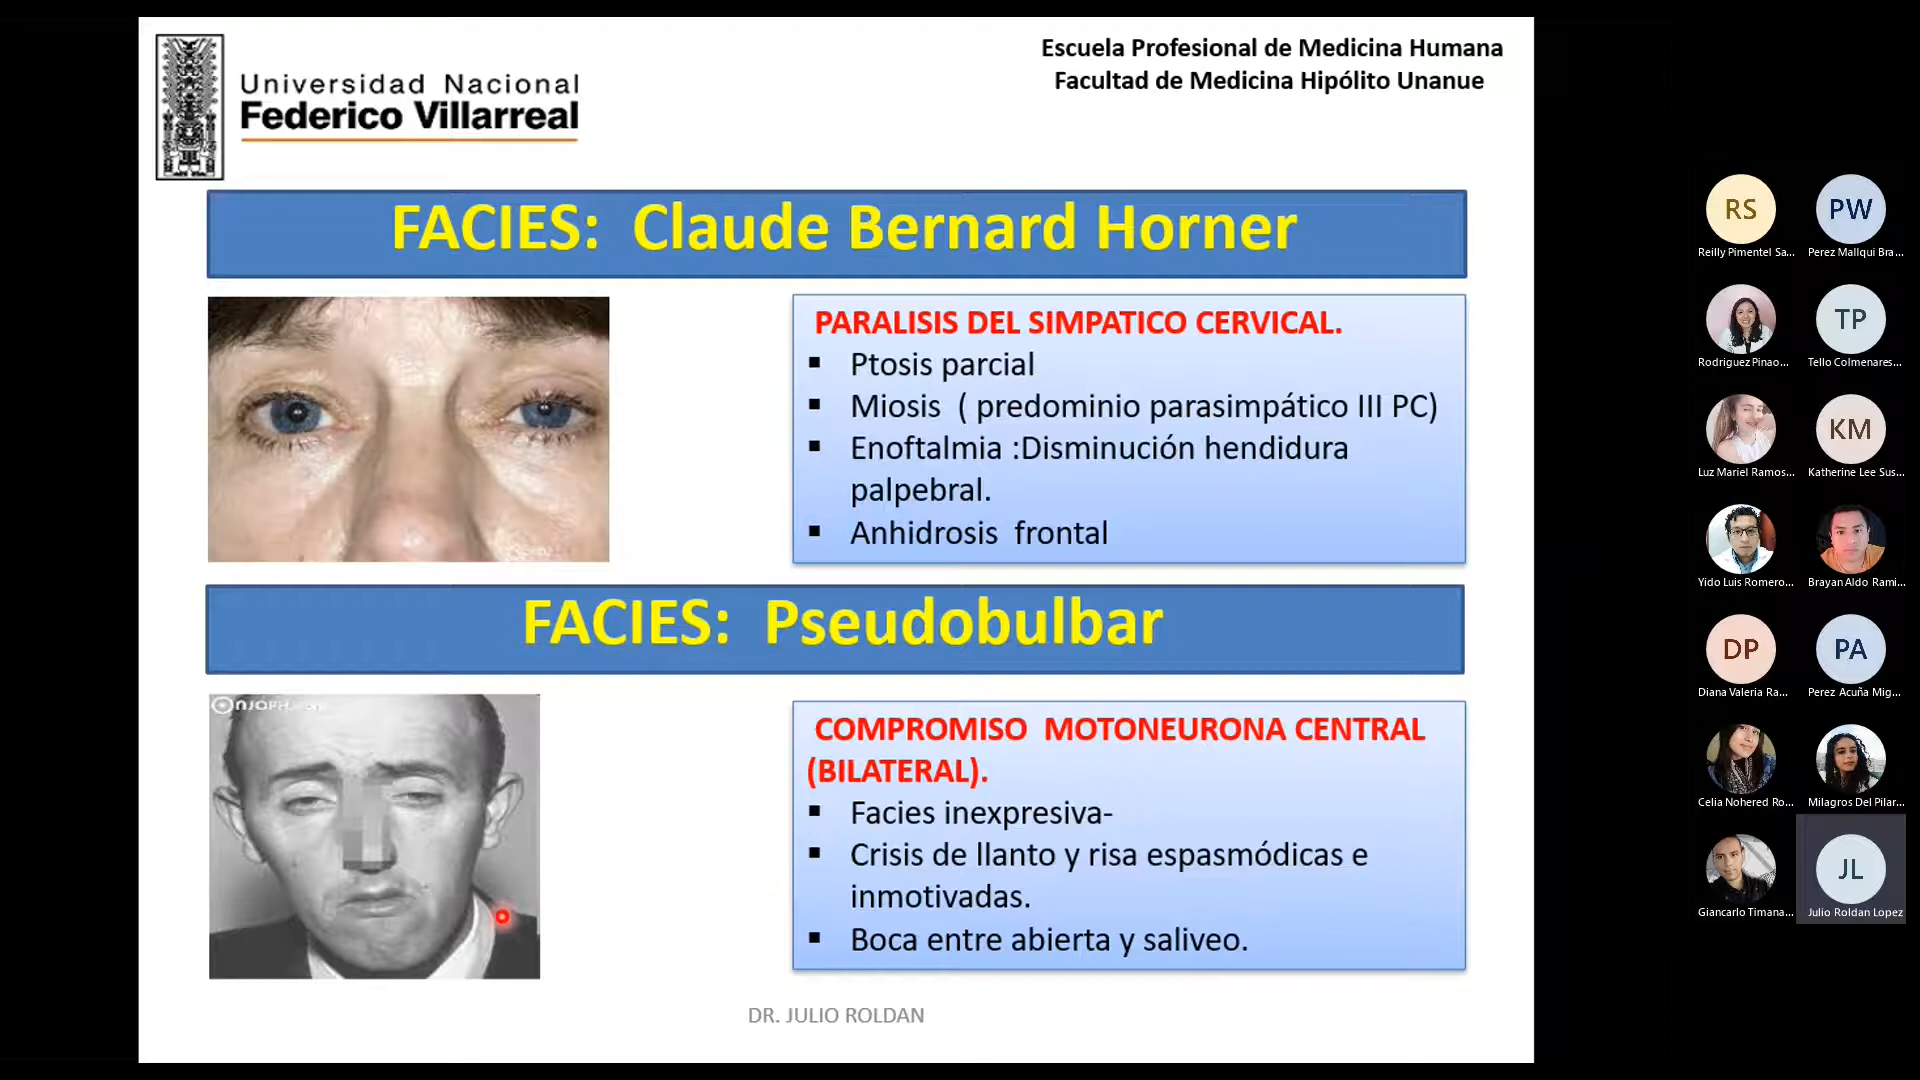 Universidad Nacional
Federico Villarreal
Escuela Profesional de Medicina Humana
Facultad de Medicina Hipólito Unanue
FACIES: Claude Bernard Horner
PARALISIS DEL SIMPATICO CERVICAL.
▪ Ptosis parcial
▪ Miosis ( predominio parasimpático III PC)
▪ Enoftalmia :Disminución hendidura
palpebral.
▪ Anhidrosis frontal
FACIES: Pseudobulbar
COMPROMISO MOTONEURONA CENTRAL
(BILATERAL).
▪ Facies inexpresiva-
▪ Crisis de llanto y risa espasmódicas e
inmotivadas.
▪ Boca entre abierta y saliveo.
DR. JULIO ROLDAN
RS
PW
Reilly Pimentel Sa...
Perez Mallqui Bra...
TP
Rodriguez Pinao...
Tello Colmenares...
KM
Luz Mariel Ramos...
Katherine Lee Sus...
Yido Luis Romero...
Brayan Aldo Rami...
DP
PA
Diana Valeria Ra...
Perez Acuña Mig...
Celia Nohered Ro...
Milagros Del Pilar...
JL
Giancarlo Timana...
Julio Roldan Lopez